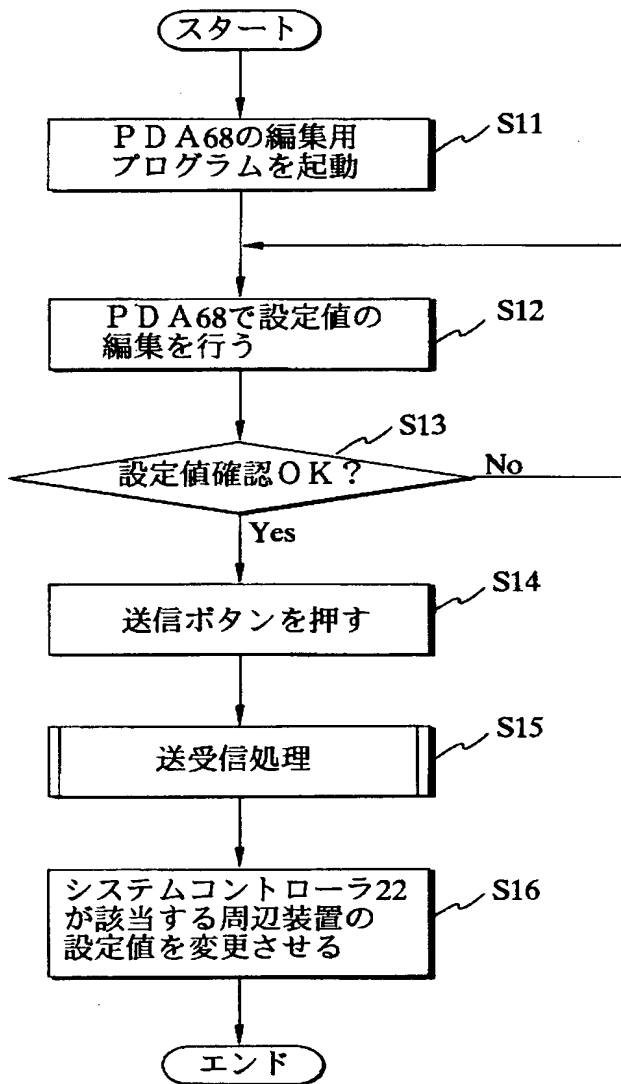 スタート
PDA68の編集用
プログラムを起動
S11
PDA68で設定値の
編集を行う
S12
設定値確認OK?
S13
No
Yes
送信ボタンを押す
S14
送受信処理
S15
システムコントローラ22
が該当する周辺装置の
設定値を変更させる
S16
エンド